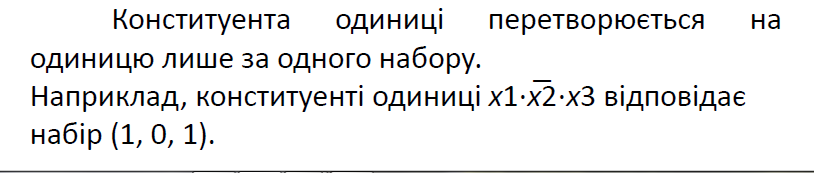 Конституента одиниці перетворюється на
одиницю лише за одного набору.
Наприклад, конституенті одиниці x1·x̅2̅·x3 відповідає
набір (1, 0, 1).